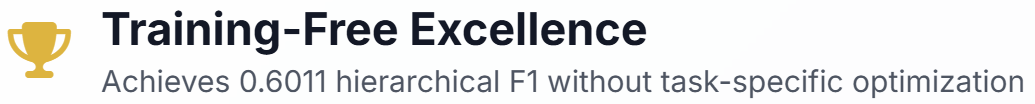 Training-Free Excellence
Achieves 0.6011 hierarchical F1 without task-specific optimization